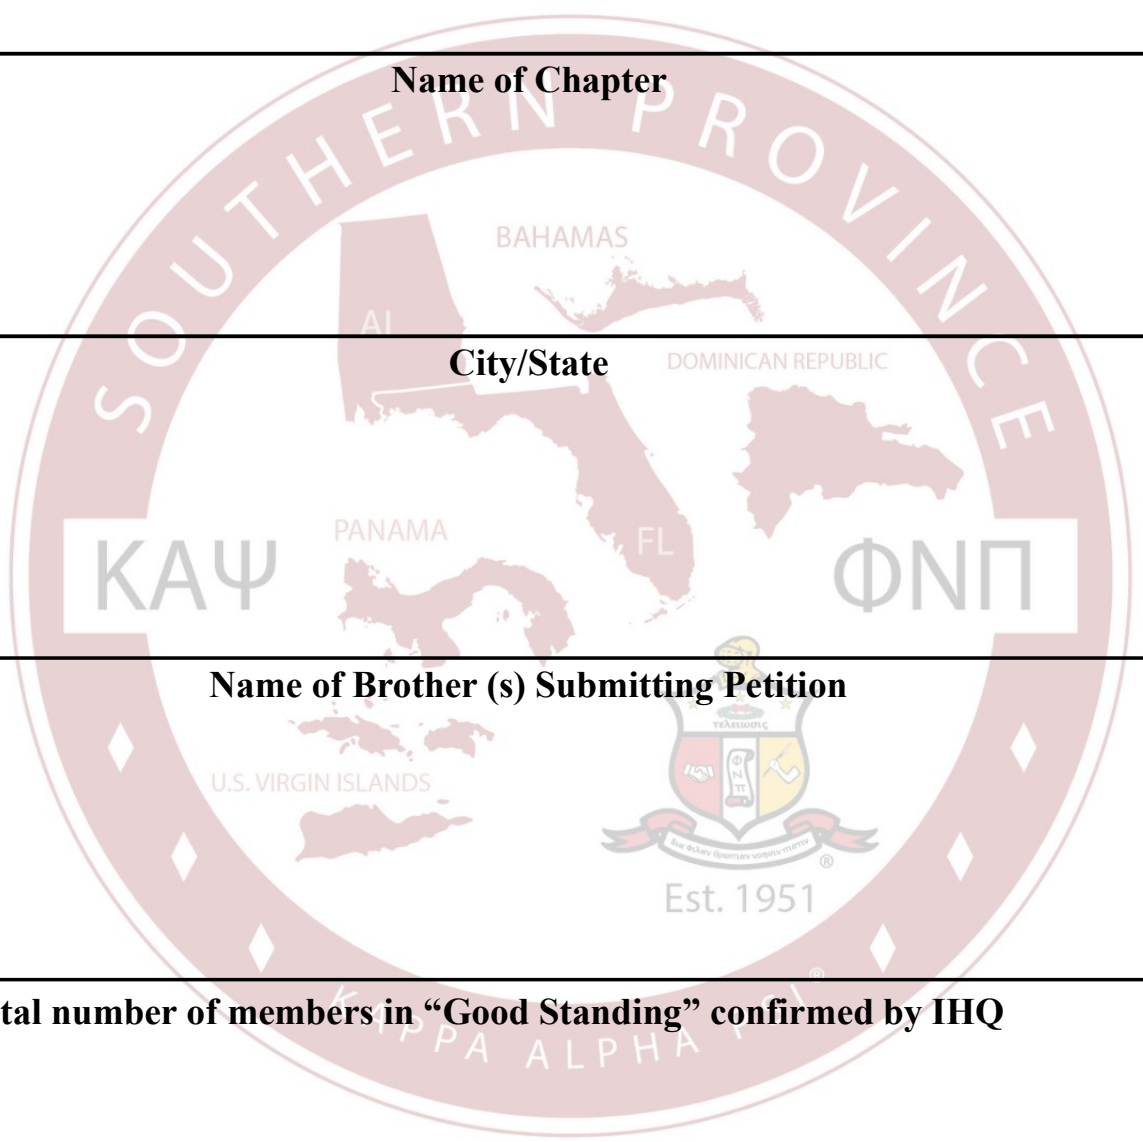 Name of Chapter
SOUTHERN PROVINCE
BAHAMAS
AL
City/State
DOMINICAN REPUBLIC
PANAMA
FL
ΚΑΨ
ΦΝΠ
Name of Brother (s) Submitting Petition
τελειωσις
Φ
Ν
Π
U.S. VIRGIN ISLANDS
®
Est. 1951
tal number of members in “Good Standing” confirmed by IHQ
KAPPA ALPHA PSI®